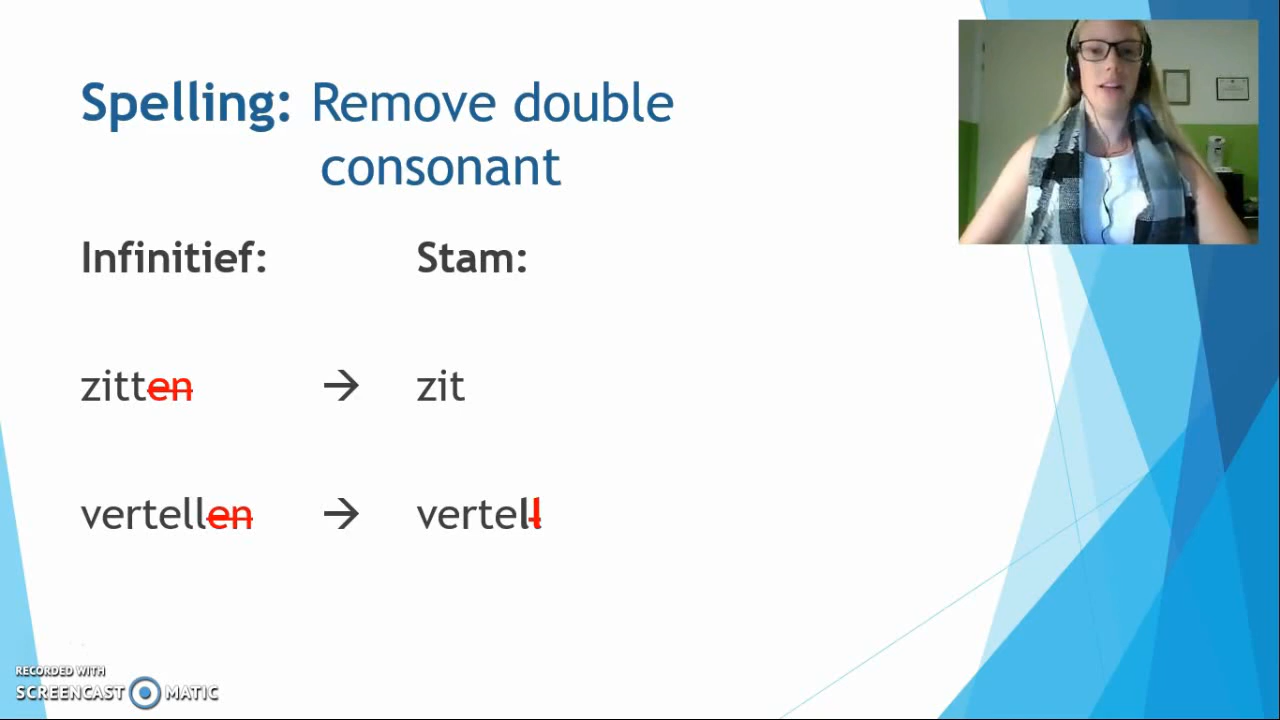 Spelling: Remove double
consonant
Infinitief: Stam:
zitten → zit
vertellen → vertell
RECORDED WITH
SCREENCAST MATIC